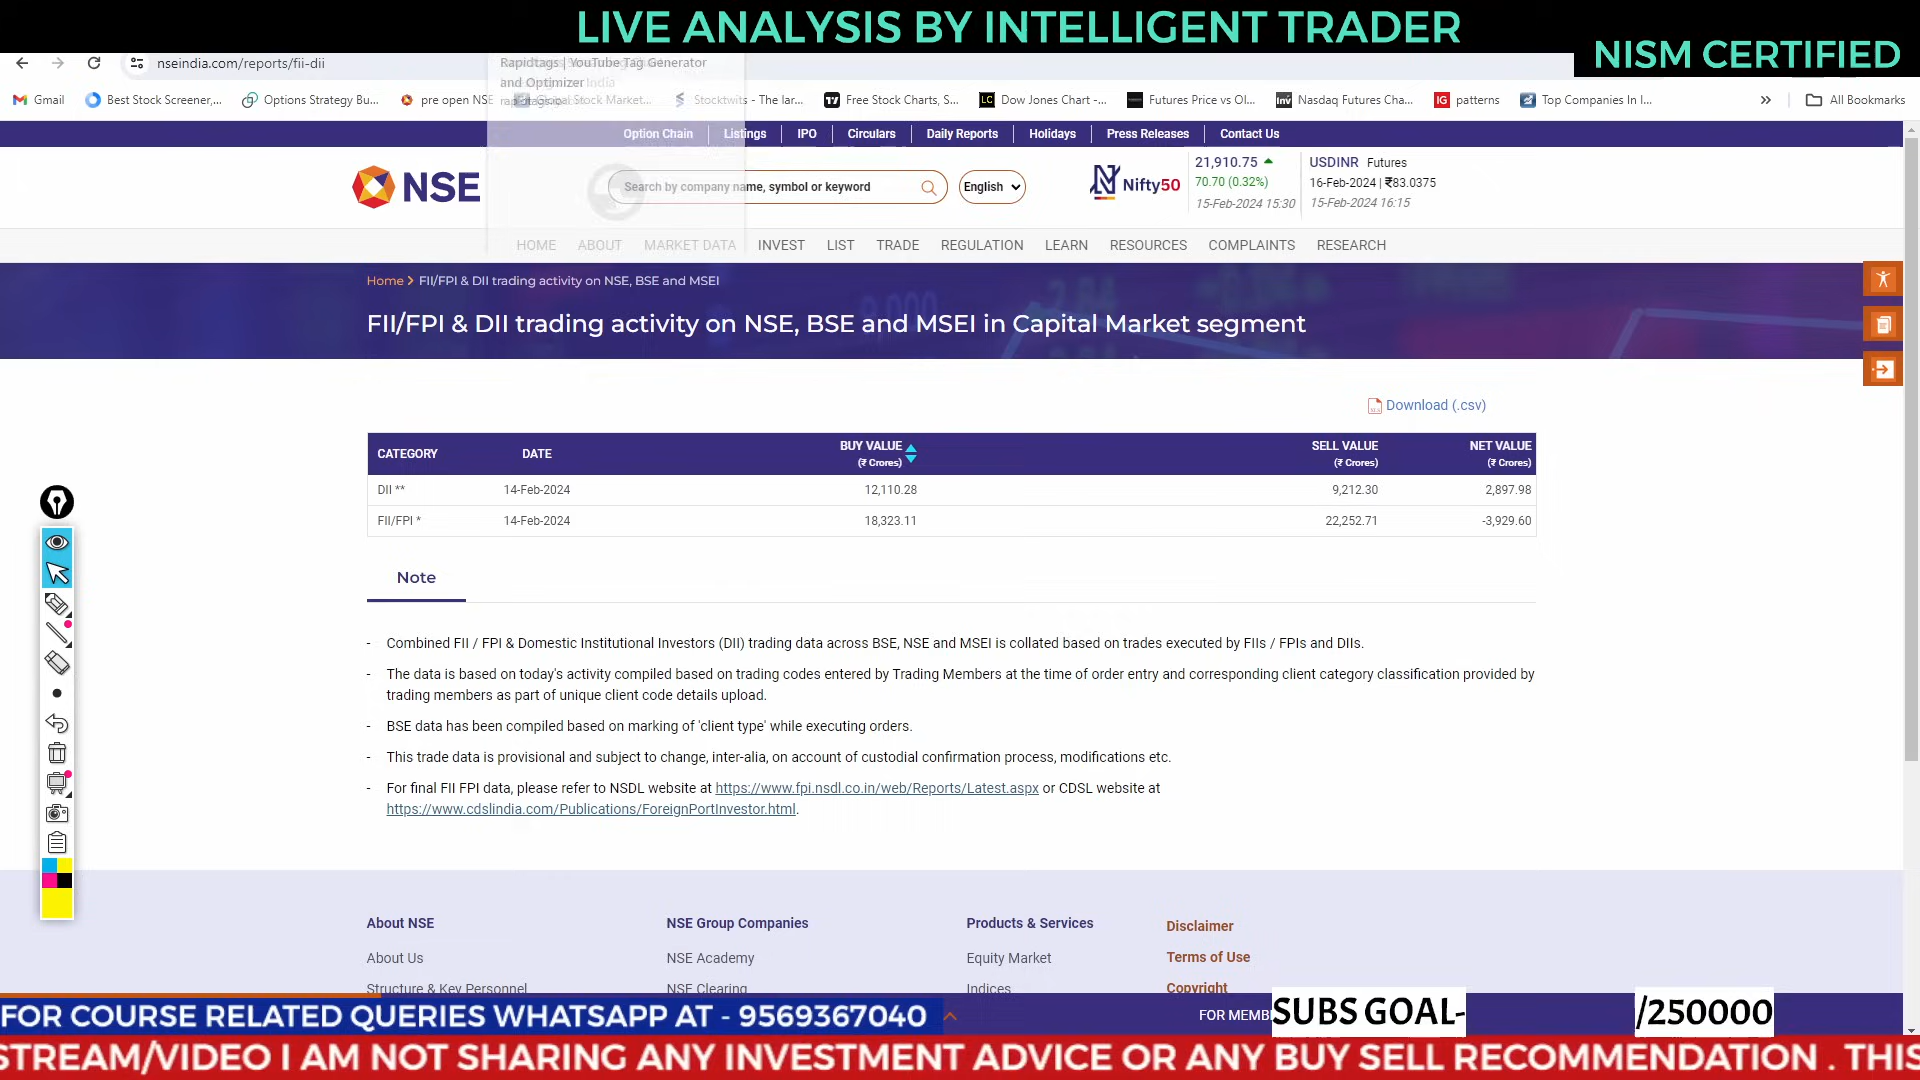 LIVE ANALYSIS BY INTELLIGENT TRADER
NISM CERTIFIED
nseindia.com/reports/fii-dii
Rapidtags | YouTube Tag Generator
and Optimizer
Gmail
Best Stock Screener,...
Options Strategy Bu...
pre open NSE
Stock Market...
Stocktwits - The lar...
Free Stock Charts, S...
Dow Jones Chart -...
Futures Price vs OI...
Nasdaq Futures Cha...
patterns
Top Companies In I...
All Bookmarks
Option Chain
Listings
IPO
Circulars
Daily Reports
Holidays
Press Releases
Contact Us
NSE
Search by company name, symbol or keyword
English
Nifty50
21,910.75
70.70 (0.32%)
15-Feb-2024 15:30
USDINR Futures
16-Feb-2024 | ₹83.0375
15-Feb-2024 16:15
HOME
ABOUT
MARKET DATA
INVEST
LIST
TRADE
REGULATION
LEARN
RESOURCES
COMPLAINTS
RESEARCH
Home > FII/FPI & DII trading activity on NSE, BSE and MSEI
FII/FPI & DII trading activity on NSE, BSE and MSEI in Capital Market segment
Download (.csv)
CATEGORY DATE BUY VALUE (₹ Crores) SELL VALUE (₹ Crores) NET VALUE (₹ Crores)
DII ** 14-Feb-2024 12,110.28 9,212.30 2,897.98
FII/FPI * 14-Feb-2024 18,323.11 22,252.71 -3,929.60
Note
- Combined FII / FPI & Domestic Institutional Investors (DII) trading data across BSE, NSE and MSEI is collated based on trades executed by FIIs / FPIs and DIIs.
- The data is based on today's activity compiled based on trading codes entered by Trading Members at the time of order entry and corresponding client category classification provided by
trading members as part of unique client code details upload.
- BSE data has been compiled based on marking of 'client type' while executing orders.
- This trade data is provisional and subject to change, inter-alia, on account of custodial confirmation process, modifications etc.
- For final FII FPI data, please refer to NSDL website at https://www.fpi.nsdl.co.in/web/Reports/Latest.aspx or CDSL website at
https://www.cdslindia.com/Publications/ForeignPortInvestor.html.
About NSE
NSE Group Companies
Products & Services
Disclaimer
About Us
NSE Academy
Equity Market
Terms of Use
Structure & Key Personnel
NSE Clearing
Indices
Copyright
FOR COURSE RELATED QUERIES WHATSAPP AT - 9569367040
FOR MEMB
SUBS GOAL-
/250000
STREAM/VIDEO I AM NOT SHARING ANY INVESTMENT ADVICE OR ANY BUY SELL RECOMMENDATION . THIS